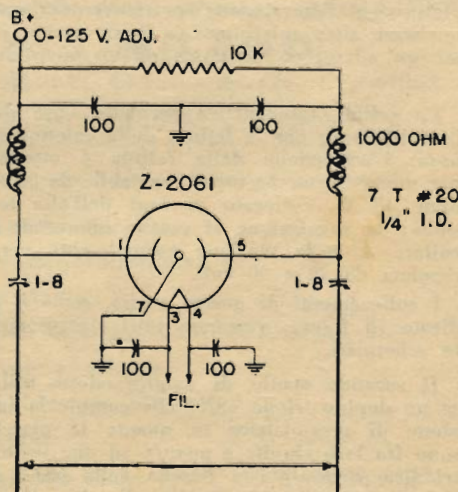 B+
0-125 V. ADJ.
10 K
100
100
1000 OHM
Z-2061
7 T #20
1/4" I.D.
1
5
1-8
1-8
7
3
4
100
100
FIL.